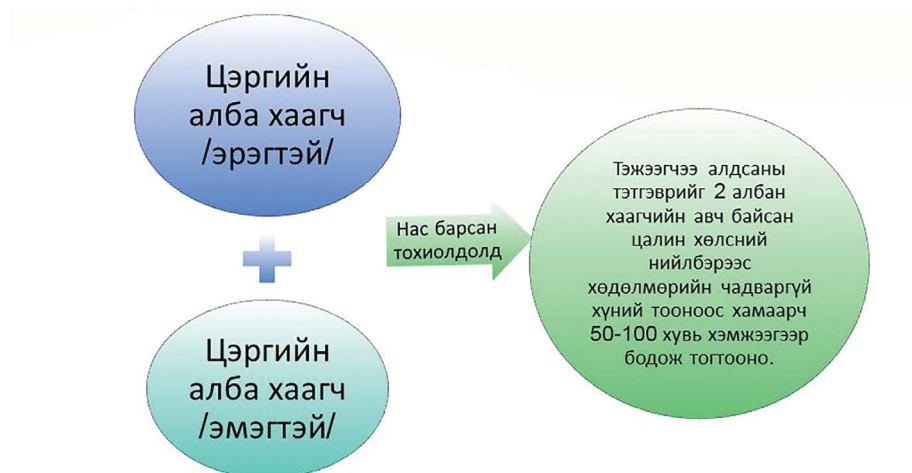 Цэргийн
алба хаагч
/эрэгтэй/
Цэргийн
алба хаагч
/эмэгтэй/
Нас барсан
тохиолдолд
Тэжээгчээ алдсаны
тэтгэврийг 2 албан
хаагчийн авч байсан
цалин хөлсний
нийлбэрээс
хөдөлмөрийн чадваргүй
хүний тооноос хамаарч
50-100 хувь хэмжээгээр
бодож тогтооно.